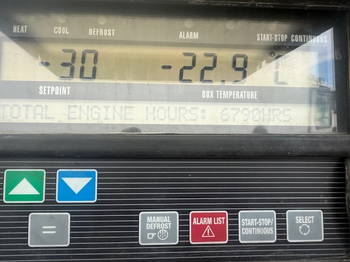 HEAT COOL DEFROST ALARM START-STOP CONTINUOUS
-30 -22.9 °C
SETPOINT BOX TEMPERATURE
TOTAL ENGINE HOURS: 6790HRS
MANUAL DEFROST
ALARM LIST
START-STOP/ CONTINUOUS
SELECT
=